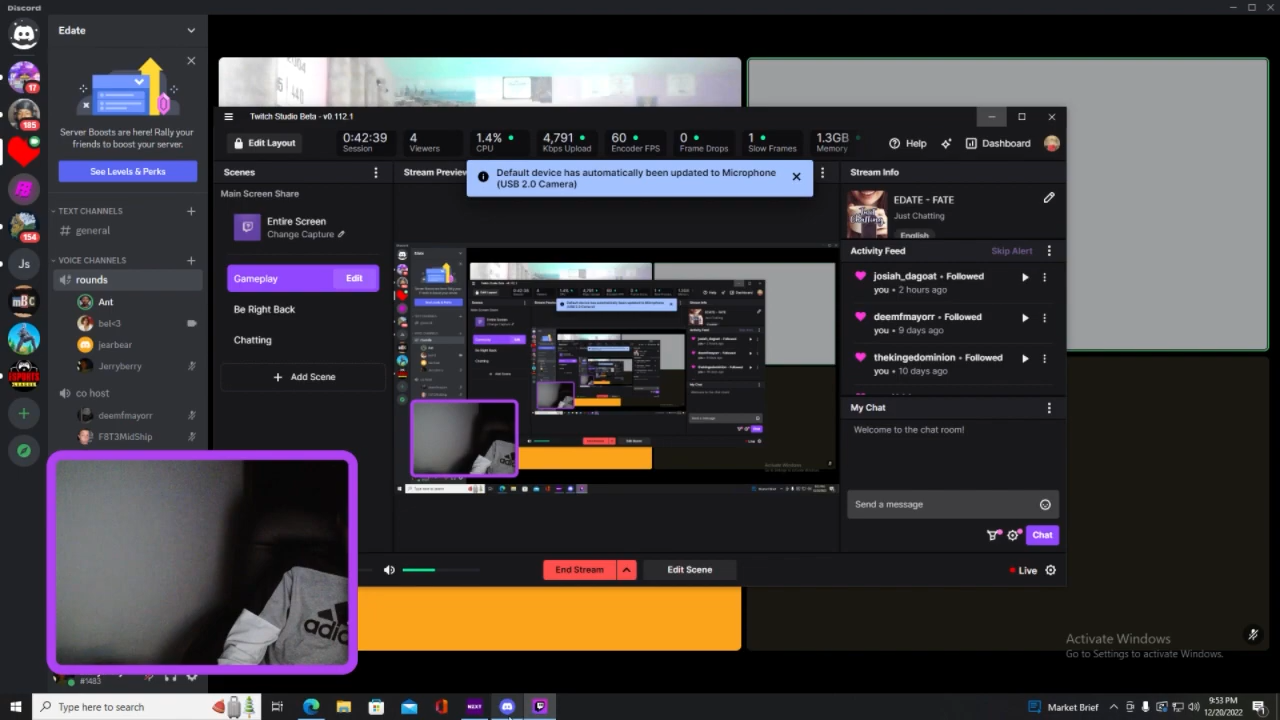 Discord
Edate
17
185
154
Js
mBC
Server Boosts are here! Rally your
friends to boost your server.
See Levels & Perks
TEXT CHANNELS
general
VOICE CHANNELS
rounds
Ant
bel<3
jearbear
Jerryberry
co host
deemfmayorr
F8T3MidShip
#1483
Twitch Studio Beta - v0.112.1
Edit Layout
0:42:39
Session
4
Viewers
1.4%
CPU
4,791
Kbps Upload
60
Encoder FPS
0
Frame Drops
1
Slow Frames
1.3GB
Memory
Help
Dashboard
Scenes
Stream Preview
Default device has automatically been updated to Microphone
(USB 2.0 Camera)
Main Screen Share
Entire Screen
Change Capture
Gameplay
Edit
Be Right Back
Chatting
+ Add Scene
Stream Info
EDATE - FATE
Just Chatting
English
Activity Feed
Skip Alert
josiah_dagoat • Followed
you • 2 hours ago
deemfmayorr • Followed
you • 9 days ago
thekingedominion • Followed
you • 10 days ago
My Chat
Welcome to the chat room!
Send a message
Chat
End Stream
Edit Scene
Live
Activate Windows
Go to Settings to activate Windows.
Type here to search
Market Brief
9:53 PM
12/20/2022
1